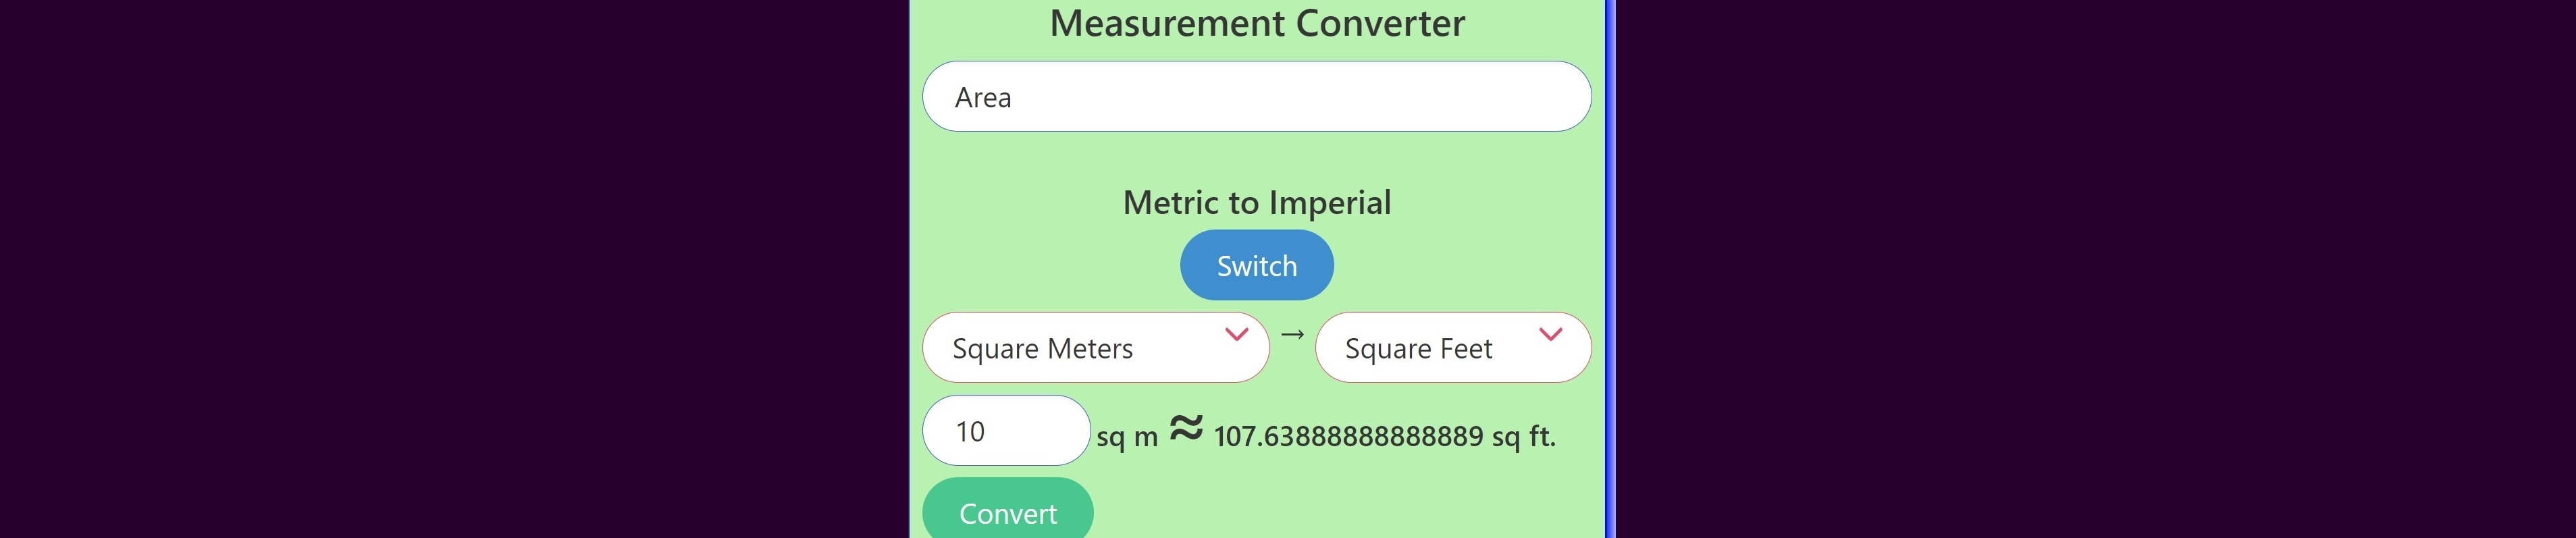 Measurement Converter
Area
Metric to Imperial
Switch
Square Meters → Square Feet
10 sq m ≈ 107.63888888888889 sq ft.
Convert